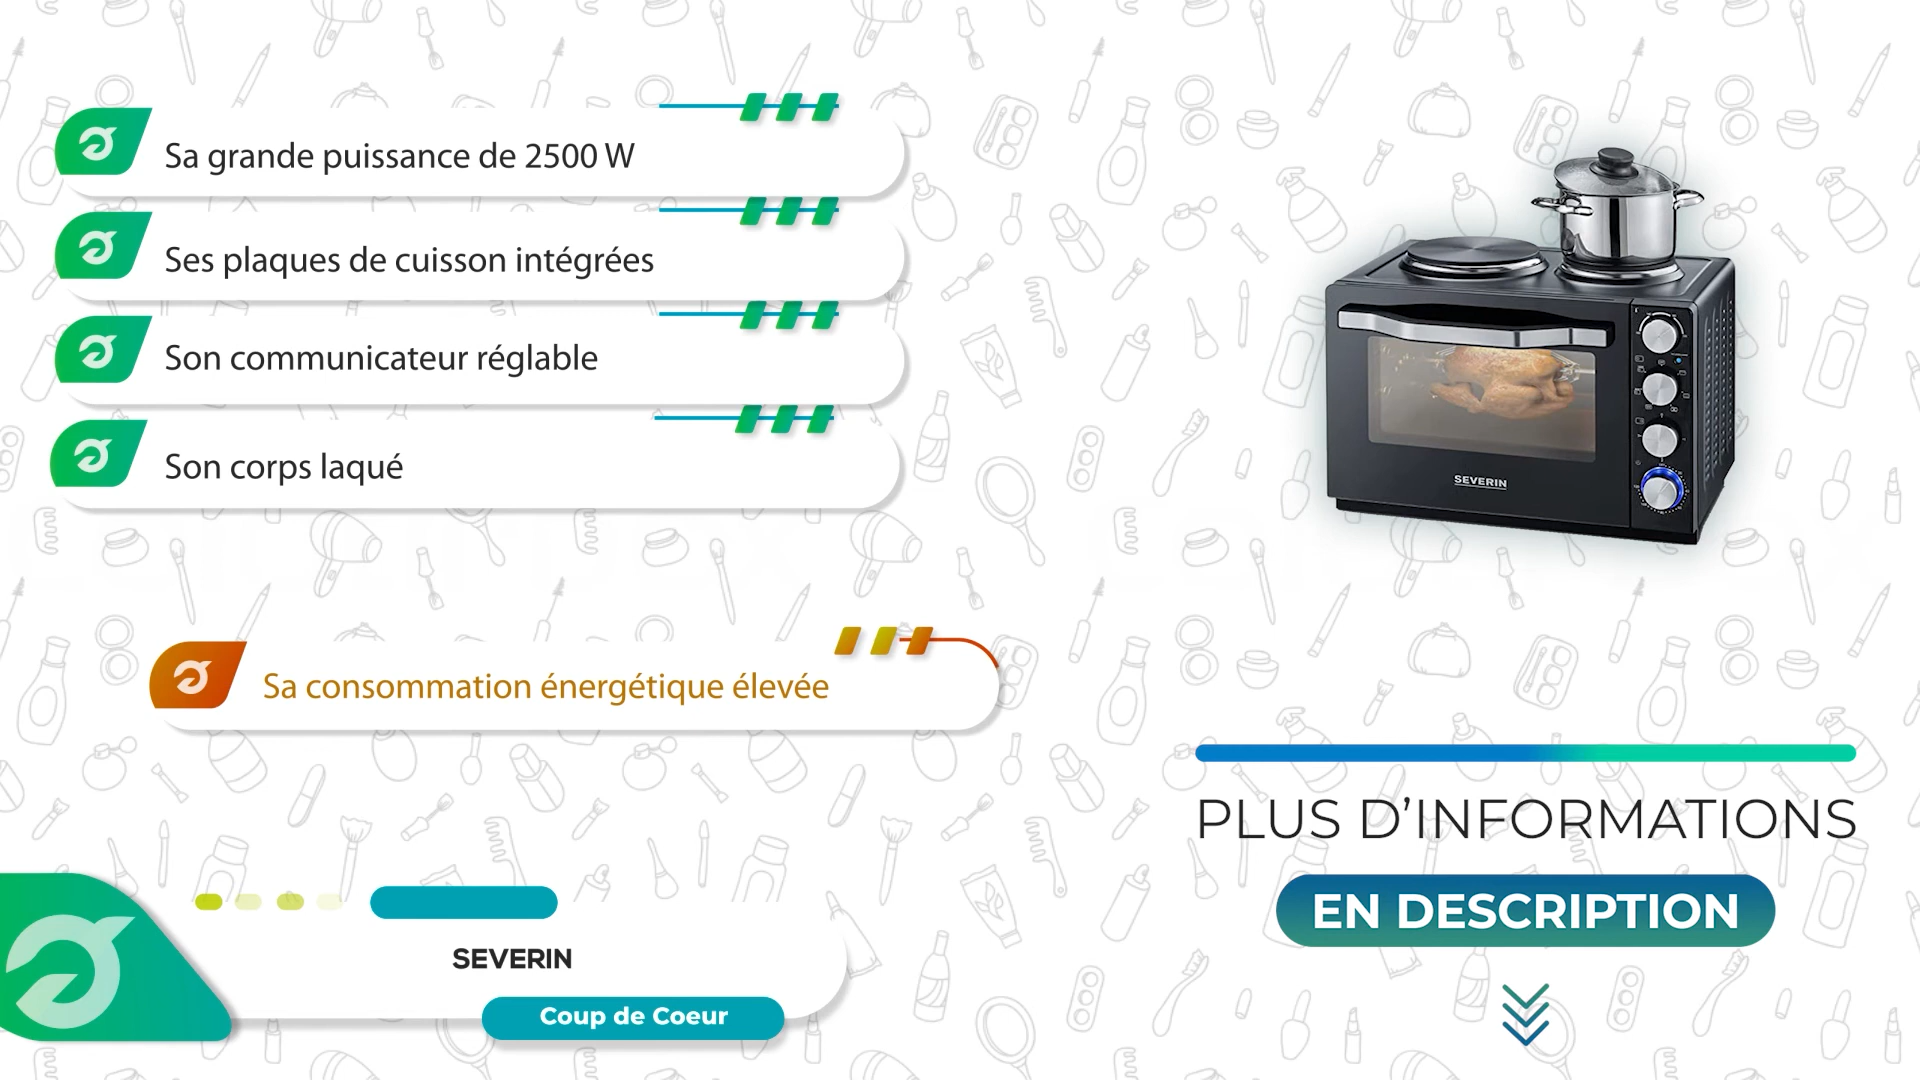 Sa grande puissance de 2500 W
Ses plaques de cuisson intégrées
Son communicateur réglable
Son corps laqué
Sa consommation énergétique élevée
SEVERIN
Coup de Coeur
SEVERIN
PLUS D'INFORMATIONS
EN DESCRIPTION